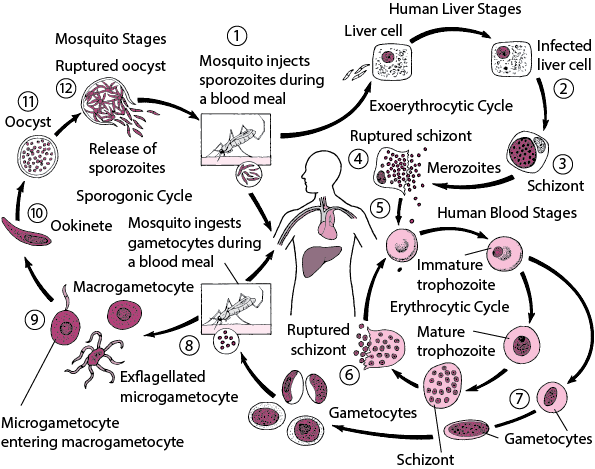 Mosquito Stages
Ruptured oocyst
12
11
Oocyst
Release of
sporozoites
Sporogonic Cycle
10
Ookinete
1
Mosquito injects
sporozoites during
a blood meal
Human Liver Stages
Liver cell
Infected
liver cell
2
Exoerythrocytic Cycle
Ruptured schizont
4
Merozoites
3
Schizont
5
Human Blood Stages
Mosquito ingests
gametocytes during
a blood meal
Macrogametocyte
9
8
Exflagellated
microgametocyte
Microgametocyte
entering macrogametocyte
Immature
trophozoite
Erythrocytic Cycle
Mature
trophozoite
Ruptured
schizont
6
7
Gametocytes
Gametocytes
Schizont